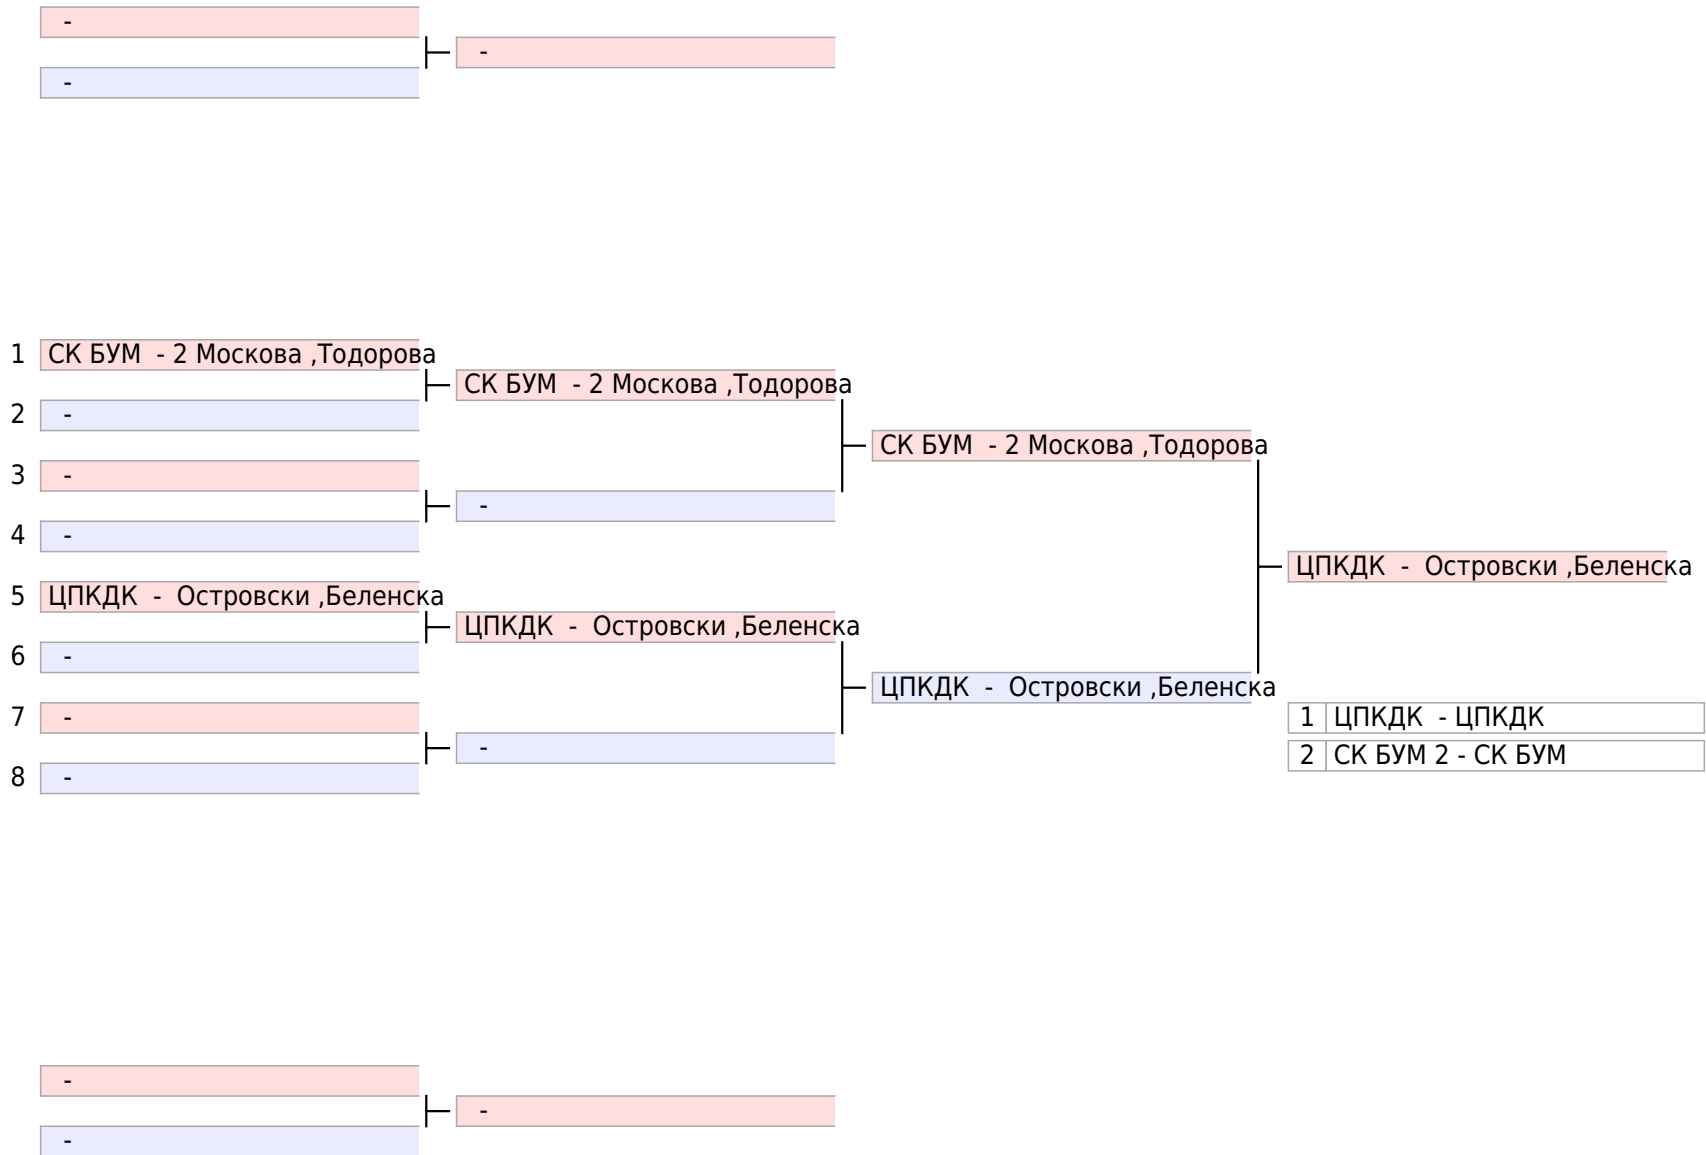 -
-
-
1 СК БУМ - 2 Москова ,Тодорова
СК БУМ - 2 Москова ,Тодорова
2 -
СК БУМ - 2 Москова ,Тодорова
3 -
-
4 -
ЦПКДК - Островски ,Беленска
5 ЦПКДК - Островски ,Беленска
ЦПКДК - Островски ,Беленска
6 -
ЦПКДК - Островски ,Беленска
7 -
1 ЦПКДК - ЦПКДК
-
2 СК БУМ 2 - СК БУМ
8 -
-
-
-